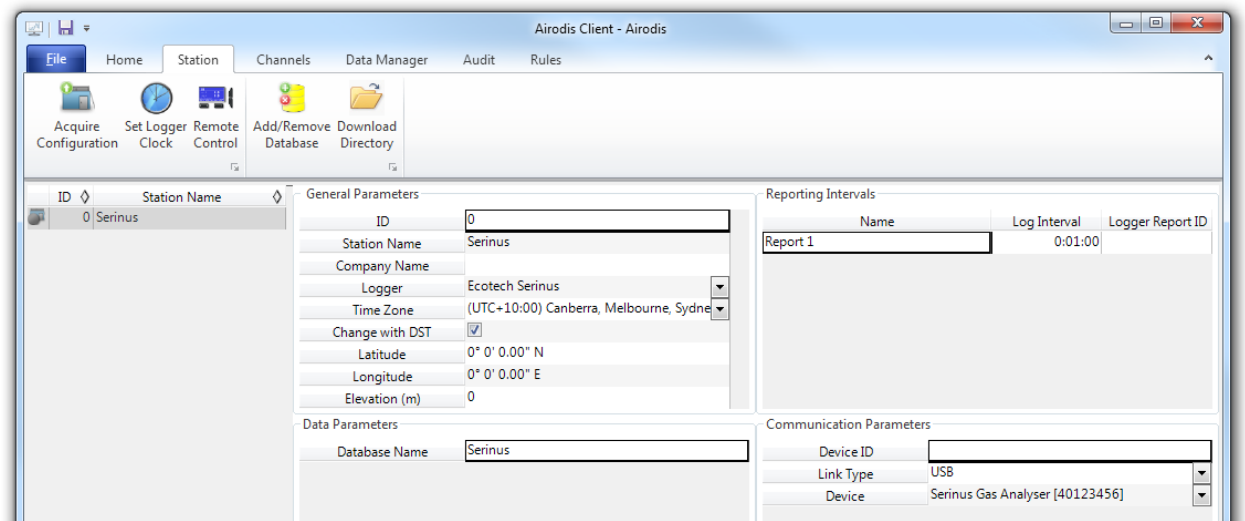 Airodis Client - Airodis
File Home Station Channels Data Manager Audit Rules
Acquire Configuration
Set Logger Clock
Remote Control
Add/Remove Database
Download Directory
ID Station Name
0 Serinus
General Parameters
ID 0
Station Name Serinus
Company Name
Logger Ecotech Serinus
Time Zone (UTC+10:00) Canberra, Melbourne, Sydne
Change with DST
Latitude 0° 0' 0.00" N
Longitude 0° 0' 0.00" E
Elevation (m) 0
Reporting Intervals
Name Log Interval Logger Report ID
Report 1 0:01:00
Data Parameters
Database Name Serinus
Communication Parameters
Device ID
Link Type USB
Device Serinus Gas Analyser [40123456]